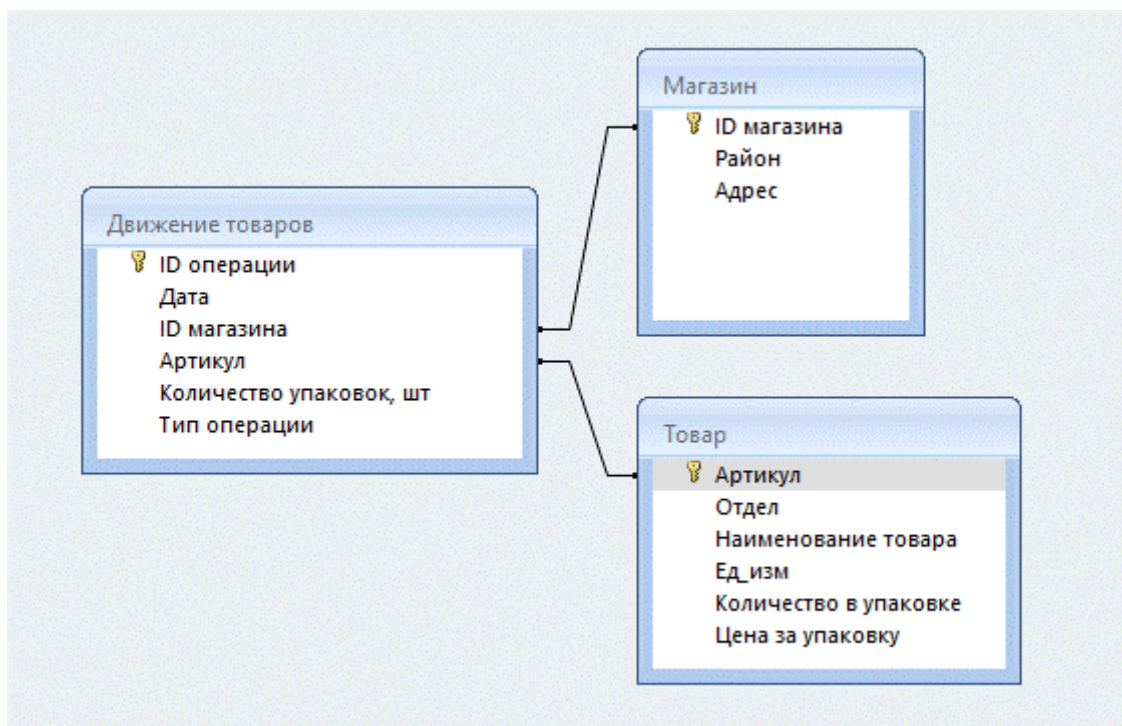 Движение товаров
ID операции
Дата
ID магазина
Артикул
Количество упаковок, шт
Тип операции
Магазин
ID магазина
Район
Адрес
Товар
Артикул
Отдел
Наименование товара
Ед_изм
Количество в упаковке
Цена за упаковку